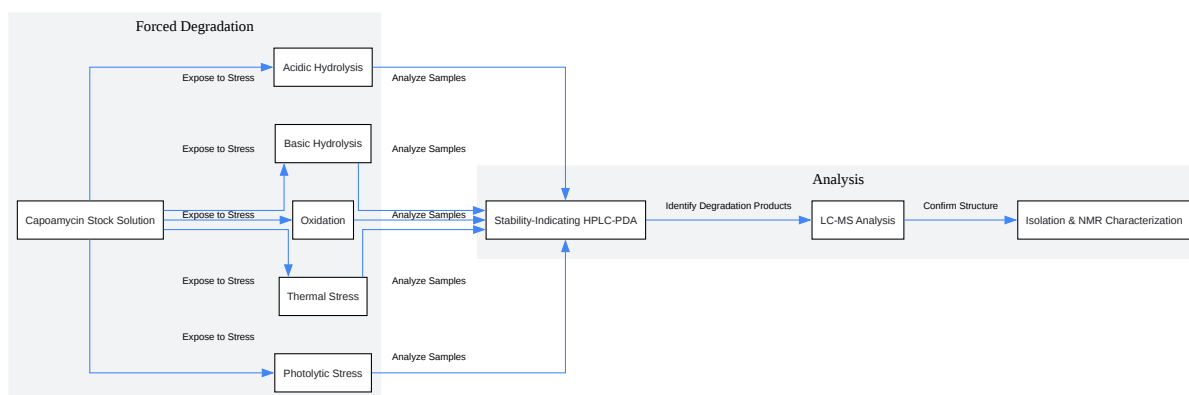 Forced Degradation
Acidic Hydrolysis
Expose to Stress
Analyze Samples
Basic Hydrolysis
Expose to Stress
Analyze Samples
Analysis
Capoamycin Stock Solution
Expose to Stress
Oxidation
Analyze Samples
Stability-Indicating HPLC-PDA
Identify Degradation Products
LC-MS Analysis
Confirm Structure
Isolation & NMR Characterization
Expose to Stress
Thermal Stress
Analyze Samples
Expose to Stress
Photolytic Stress
Analyze Samples